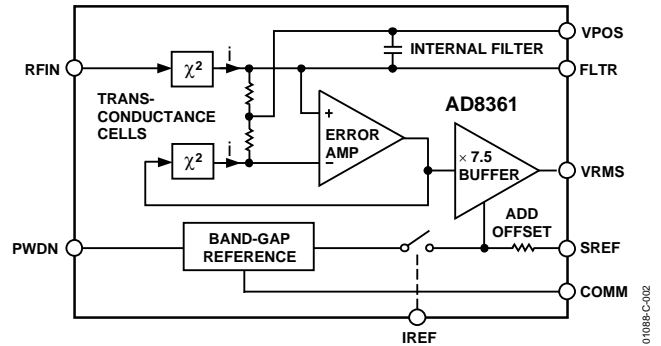 VPOS
INTERNAL FILTER
RFIN
χ²
i
FLTR
TRANS-
CONDUCTANCE
CELLS
AD8361
+
ERROR
AMP
–
χ²
i
× 7.5
BUFFER
VRMS
ADD
OFFSET
PWDN
BAND-GAP
REFERENCE
SREF
COMM
IREF
01088-C-002